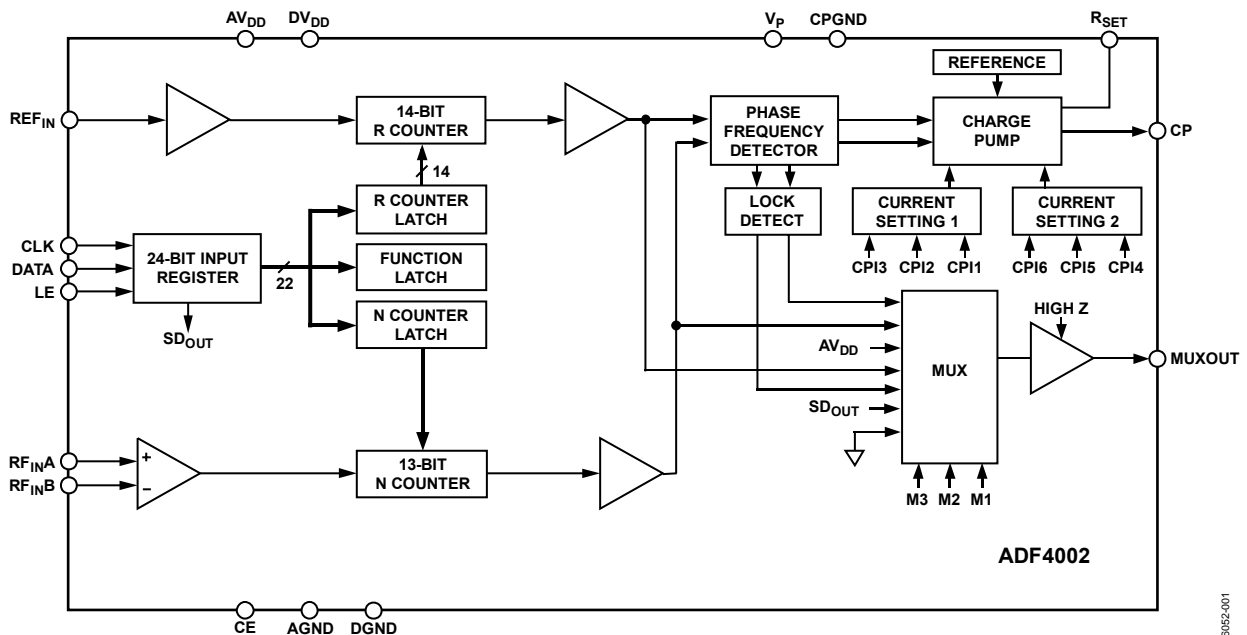 AVDD
DVDD
VP
CPGND
RSET
REFERENCE
REFIN
14-BIT
R COUNTER
PHASE
FREQUENCY
DETECTOR
CHARGE
PUMP
CP
14
R COUNTER
LATCH
LOCK
DETECT
CURRENT
SETTING 1
CURRENT
SETTING 2
CLK
DATA
LE
24-BIT INPUT
REGISTER
22
FUNCTION
LATCH
CPI3
CPI2
CPI1
CPI6
CPI5
CPI4
SDOUT
N COUNTER
LATCH
HIGH Z
AVDD
MUX
MUXOUT
SDOUT
RFINA
RFINB
+
−
13-BIT
N COUNTER
M3
M2
M1
ADF4002
CE
AGND
DGND
6052-001